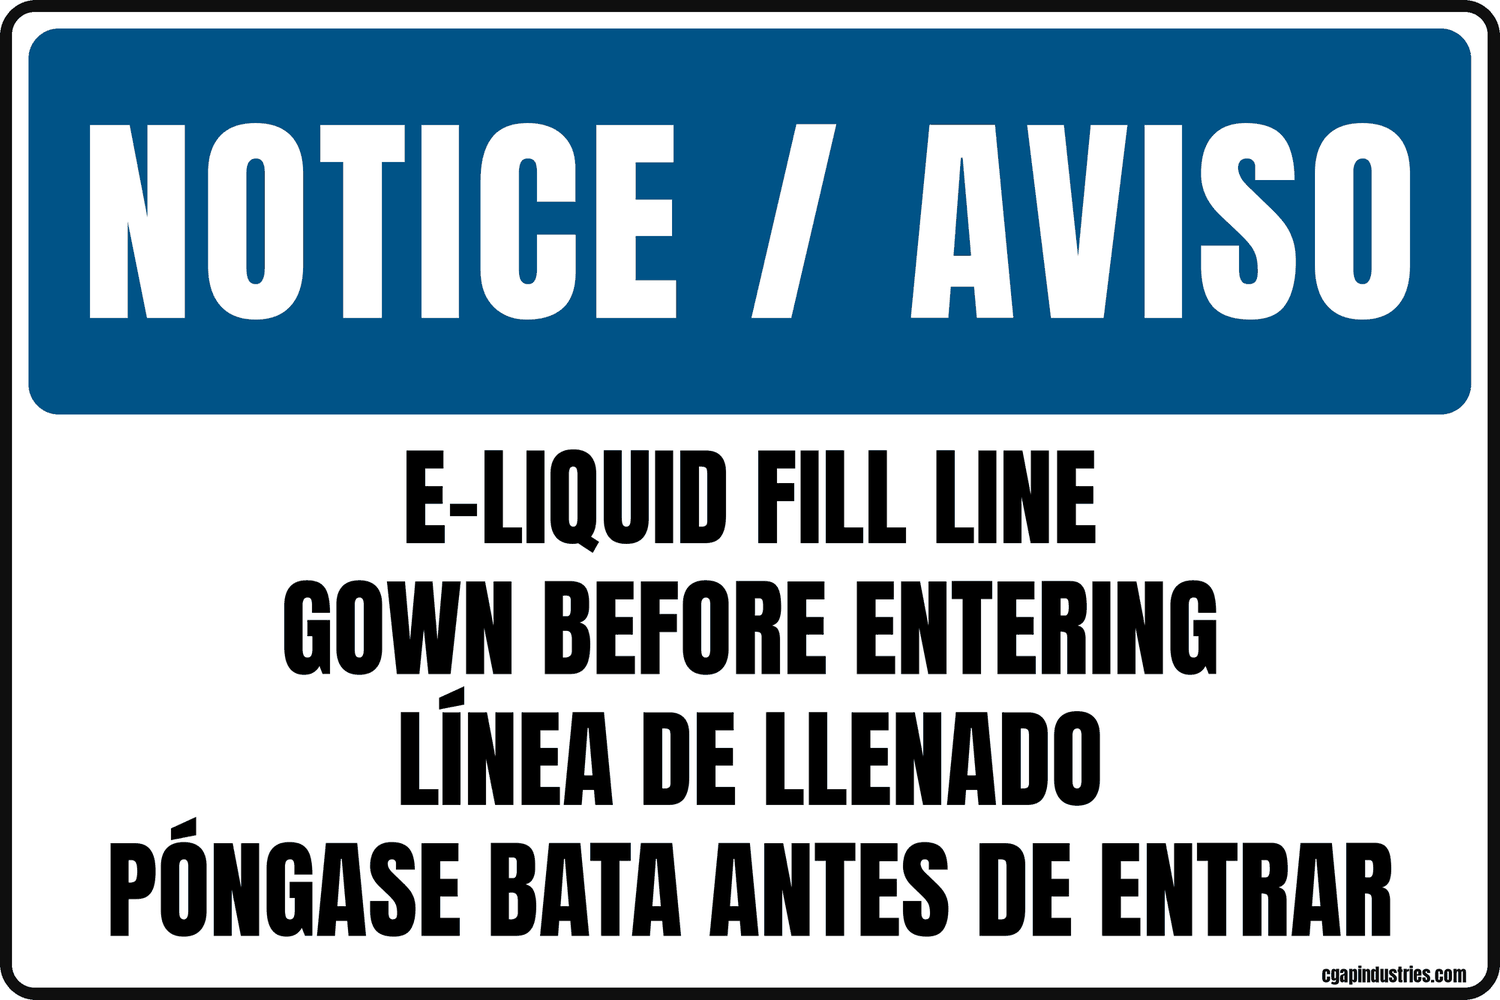 NOTICE / AVISO
E-LIQUID FILL LINE
GOWN BEFORE ENTERING
LÍNEA DE LLENADO
PÓNGASE BATA ANTES DE ENTRAR
cgapindustries.com